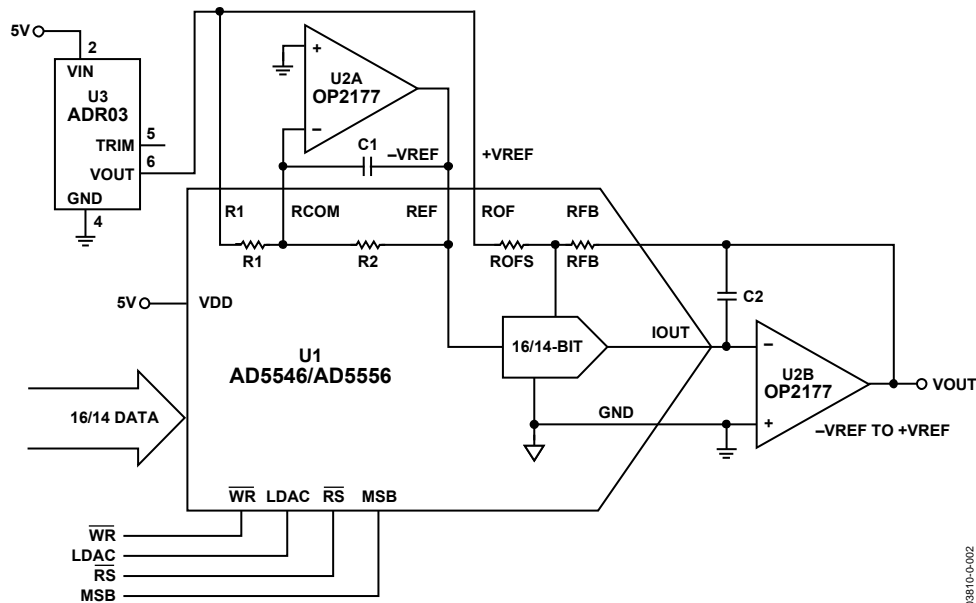 5V
2
VIN
U3
ADR03
5
TRIM
6
VOUT
GND
4
+
U2A
OP2177
−
C1
−VREF
+VREF
R1
RCOM
REF
ROF
RFB
R1
R2
ROFS
RFB
5V
VDD
C2
16/14-BIT
IOUT
U1
AD5546/AD5556
−
U2B
OP2177
+
VOUT
GND
−VREF TO +VREF
16/14 DATA
WR LDAC RS MSB
WR
LDAC
RS
MSB
03810-0-002